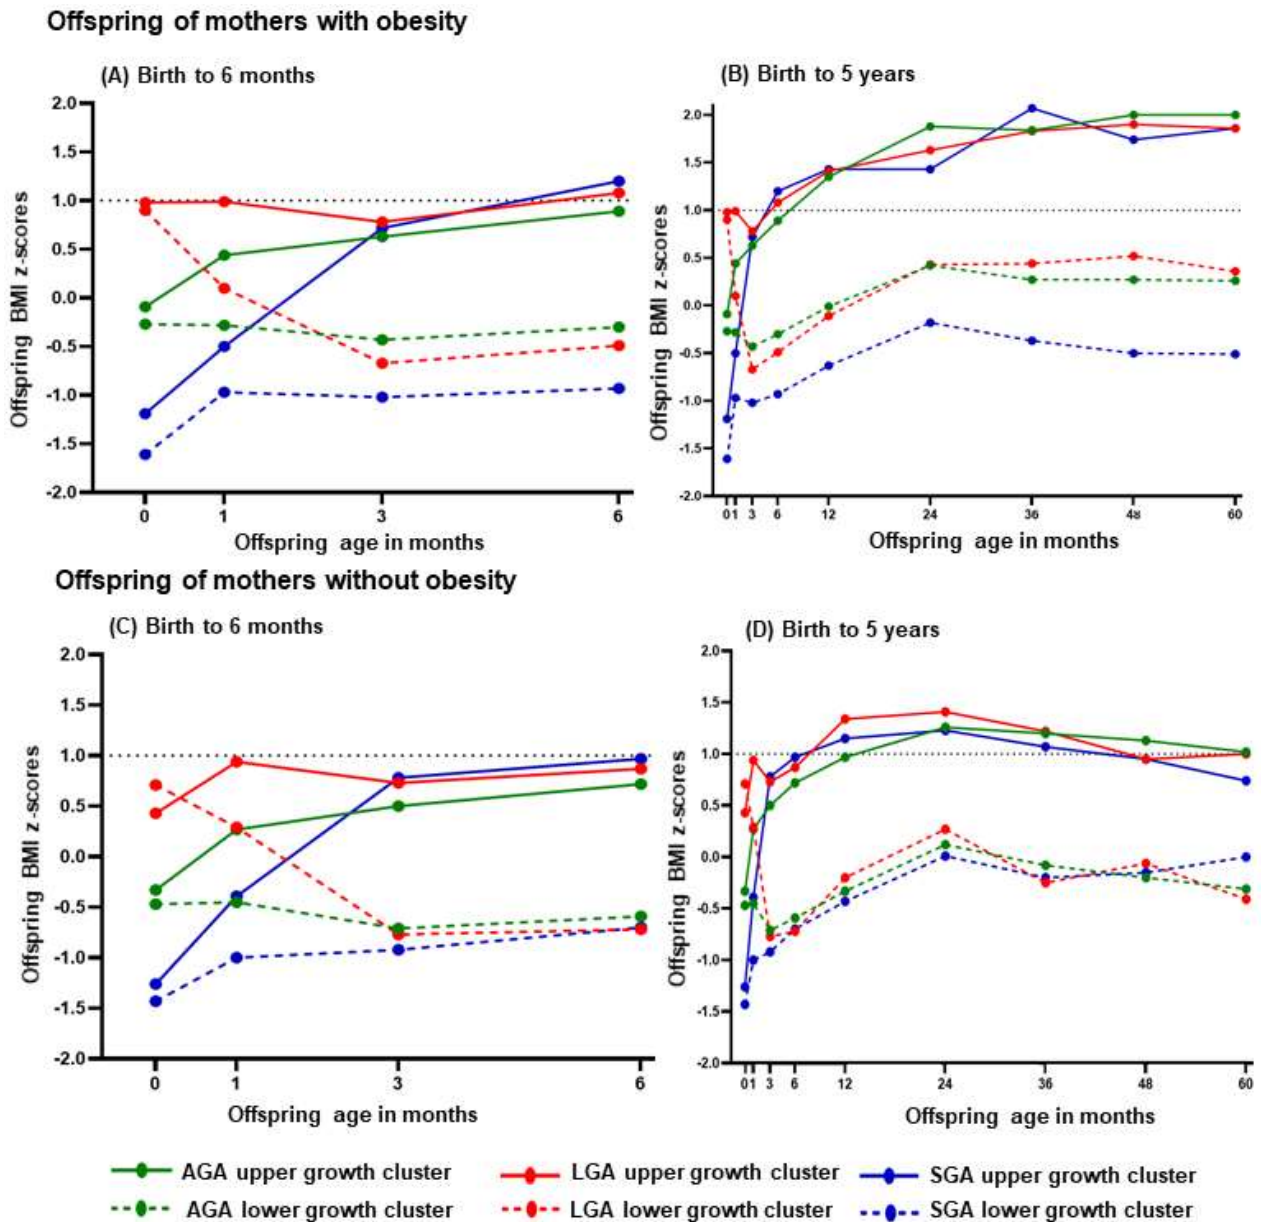 Offspring of mothers with obesity
(A) Birth to 6 months
(B) Birth to 5 years
2.0
1.5
1.0
0.5
0.0
-0.5
-1.0
-1.5
-2.0
Offspring BMI z-scores
0 1 3 6
Offspring age in months
2.0
1.5
1.0
0.5
0.0
-0.5
-1.0
-1.5
-2.0
Offspring BMI z-scores
0 1 3 6 12 24 36 48 60
Offspring age in months
Offspring of mothers without obesity
(C) Birth to 6 months
(D) Birth to 5 years
2.0
1.5
1.0
0.5
0.0
-0.5
-1.0
-1.5
-2.0
Offspring BMI z-scores
0 1 3 6
Offspring age in months
2.0
1.5
1.0
0.5
0.0
-0.5
-1.0
-1.5
-2.0
Offspring BMI z-scores
0 1 3 6 12 24 36 48 60
Offspring age in months
AGA upper growth cluster LGA upper growth cluster SGA upper growth cluster
AGA lower growth cluster LGA lower growth cluster SGA lower growth cluster